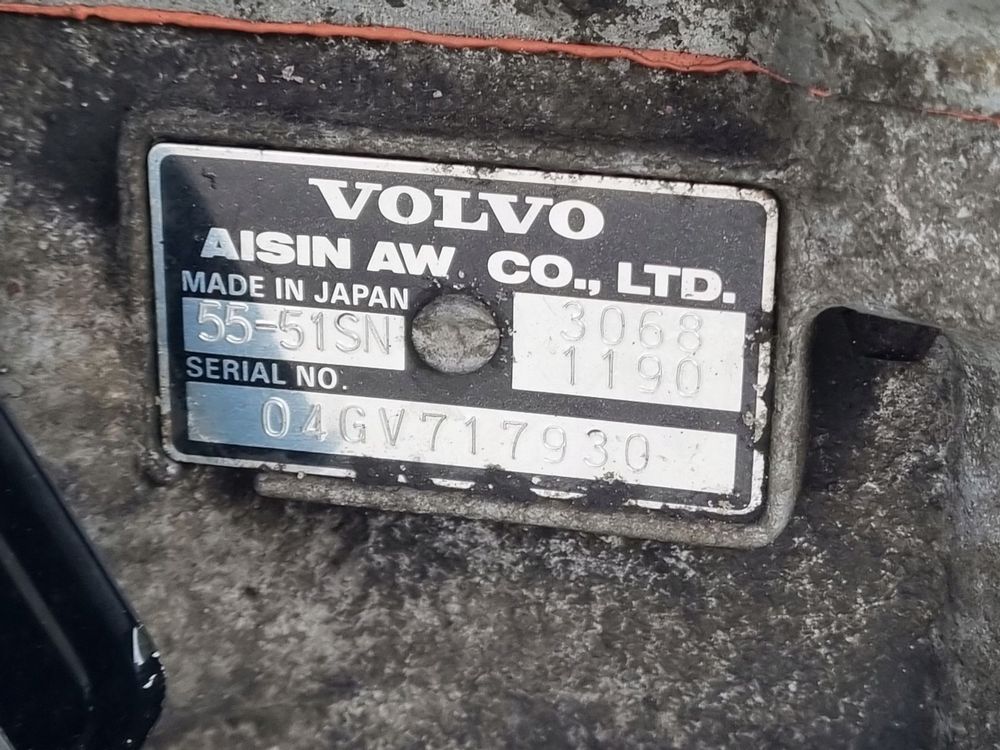 VOLVO
AISIN AW CO., LTD.
MADE IN JAPAN
55-51SN
3068
1190
SERIAL NO.
04GV717930